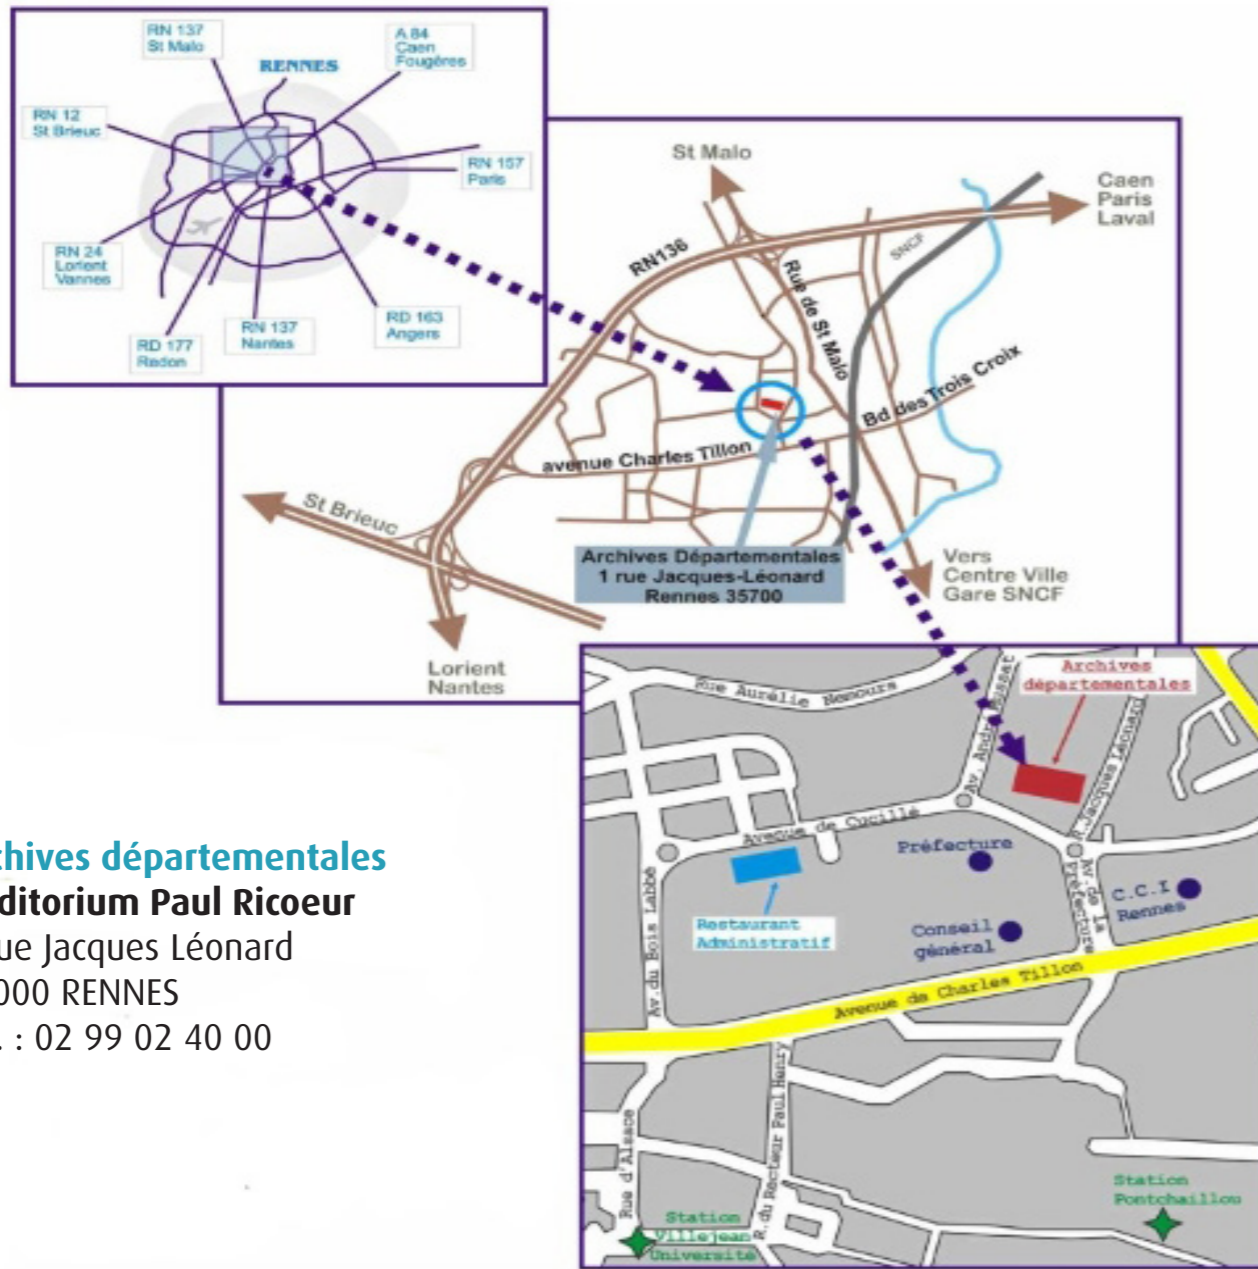 RN 137
St Malo
A 84
Caen
Fougères
RENNES
RN 12
St Brieuc
RN 157
Paris
RN 24
Lorient
Vannes
RD 177
Redon
RN 137
Nantes
RD 163
Angers
St Malo
Caen
Paris
Laval
RN136
SNCF
Rue de St Malo
Bd des Trois Croix
avenue Charles Tillon
St Brieuc
Archives Départementales
1 rue Jacques-Léonard
Rennes 35700
Vers
Centre Ville
Gare SNCF
Lorient
Nantes
Rue Aurélie Nemours
Av. André
Archives
départementales
R.Jacques Léonard
Avenue de Cucillé
Préfecture
Av. de la
Préfecture
C.C.I
Rennes
Restaurant
Administratif
Conseil
général
Av.du Bois Labbé
Avenue de Charles Tillon
Rue d'Alsace
R.du Recteur Paul Henry
Station
Villejean
Université
Station
Pontchaillou
chives départementales
ditorium Paul Ricoeur
ue Jacques Léonard
000 RENNES
. : 02 99 02 40 00